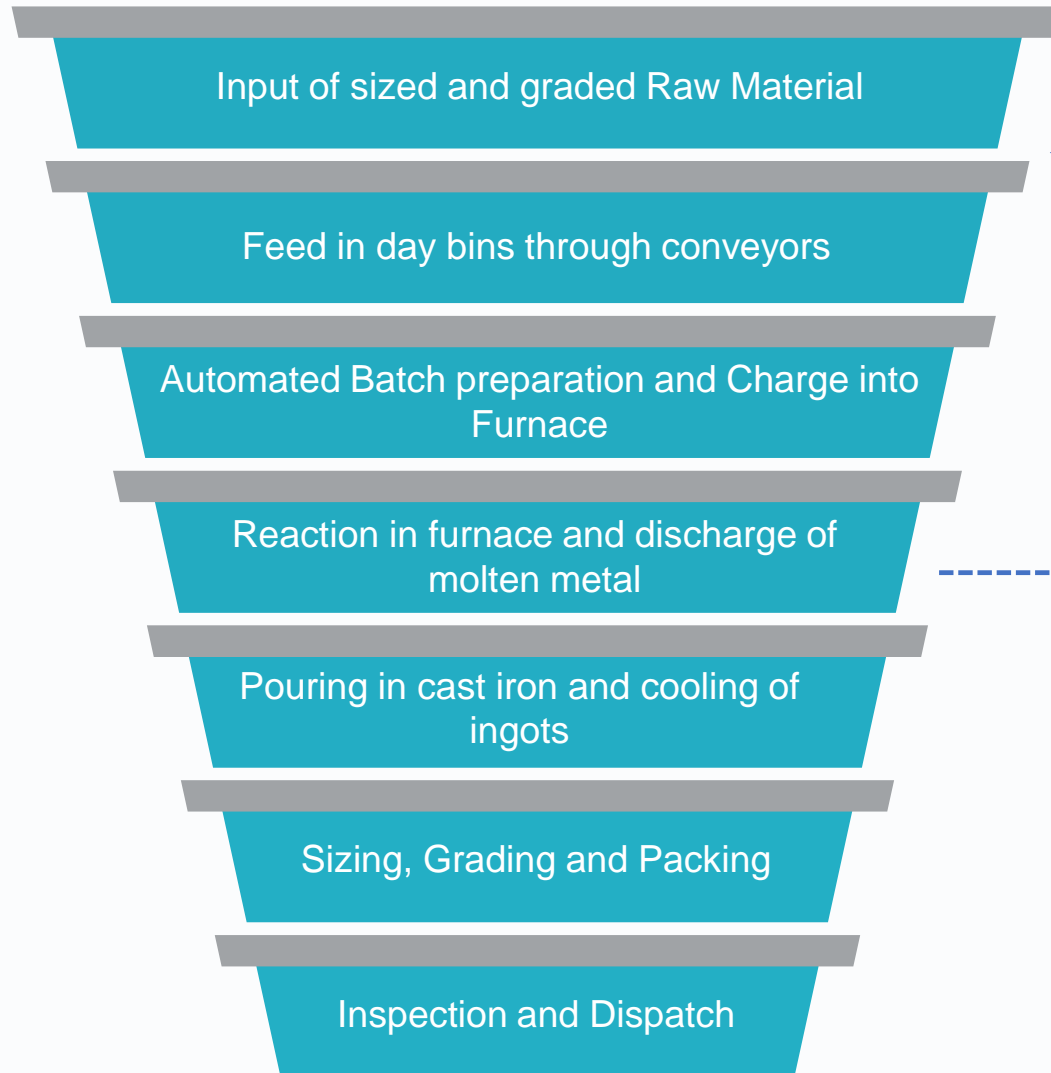 Input of sized and graded Raw Material
Feed in day bins through conveyors
Automated Batch preparation and Charge into
Furnace
Reaction in furnace and discharge of
molten metal
Pouring in cast iron and cooling of
ingots
Sizing, Grading and Packing
Inspection and Dispatch